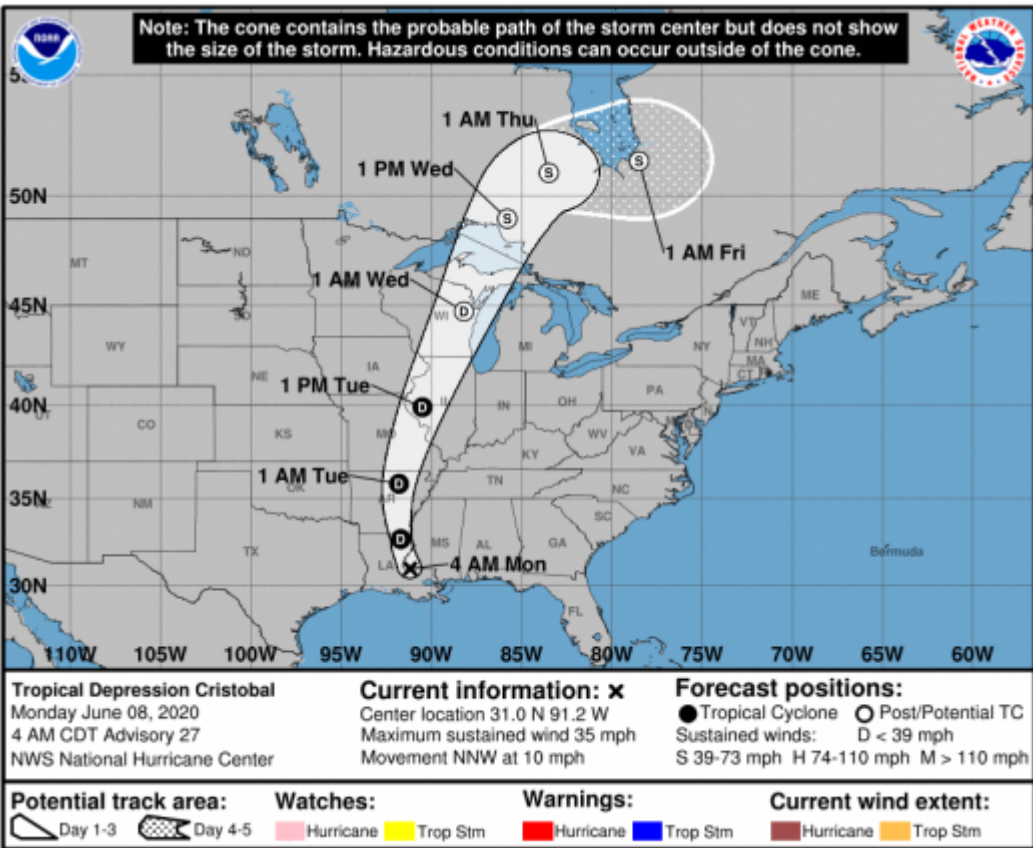 Note: The cone contains the probable path of the storm center but does not show
the size of the storm. Hazardous conditions can occur outside of the cone.
NOAA
NATIONAL WEATHER SERVICE
1 AM Thu
1 PM Wed
S
S
S
50N
1 AM Fri
MT
ND
1 AM Wed
ME
45N
D
WI
VT
NH
WY
MI
NY
MA
CT
IA
1 PM Tue
NE
PA
40N
D
IL
IN
OH
CO
KS
MO
WV
VA
KY
1 AM Tue
OK
D
TN
35N
NM
AR
NC
SC
D
MS
AL
GA
TX
Bermuda
LA
4 AM Mon
30N
FL
110W 105W 100W 95W 90W 85W 80W 75W 70W 65W 60W
Tropical Depression Cristobal
Monday June 08, 2020
4 AM CDT Advisory 27
NWS National Hurricane Center
Current information: x
Center location 31.0 N 91.2 W
Maximum sustained wind 35 mph
Movement NNW at 10 mph
Forecast positions:
Tropical Cyclone Post/Potential TC
Sustained winds: D < 39 mph
S 39-73 mph H 74-110 mph M > 110 mph
Potential track area:
Day 1-3 Day 4-5
Watches:
Hurricane Trop Stm
Warnings:
Hurricane Trop Stm
Current wind extent:
Hurricane Trop Stm